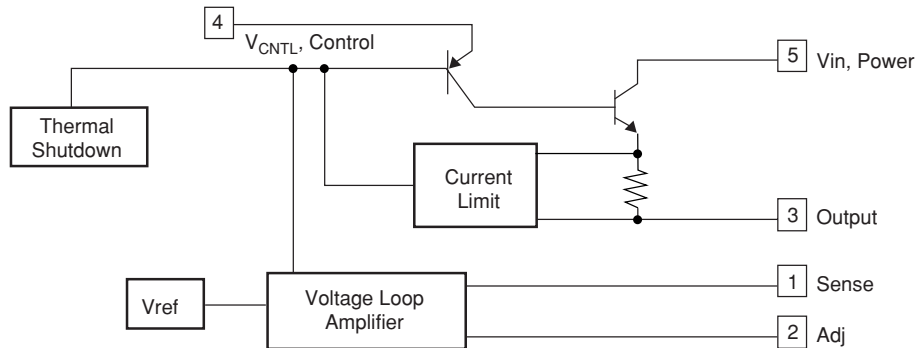 4
VCNTL, Control
5 Vin, Power
Thermal
Shutdown
Current
Limit
3 Output
1 Sense
Vref
Voltage Loop
Amplifier
2 Adj